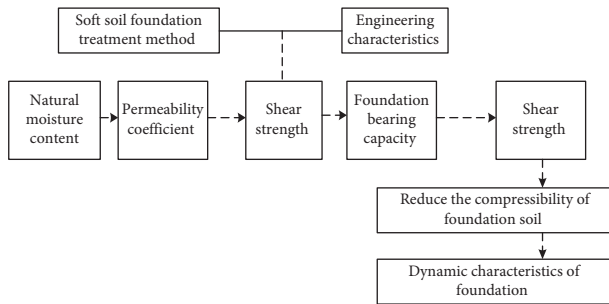 Soft soil foundation
treatment method
Engineering
characteristics
Natural
moisture
content
Permeability
coefficient
Shear
strength
Foundation
bearing
capacity
Shear
strength
Reduce the compressibility of
foundation soil
Dynamic characteristics of
foundation